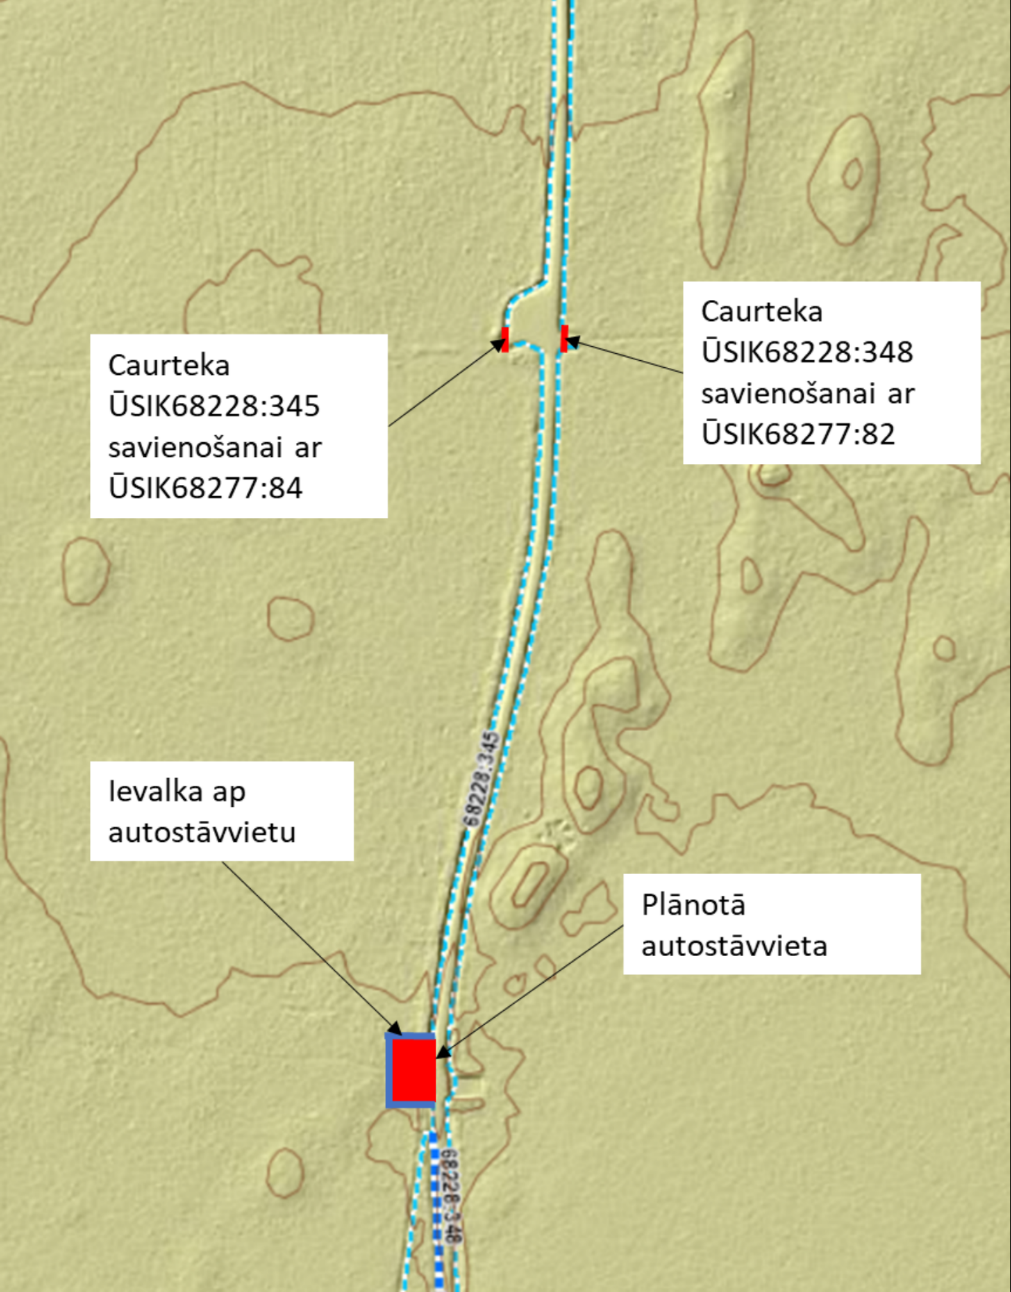 Caurteka
ŪSIK68228:348
savienošanai ar
ŪSIK68277:82
Caurteka
ŪSIK68228:345
savienošanai ar
ŪSIK68277:84
68228:345
Ievalka ap
autostāvvietu
Plānotā
autostāvvieta
68228:348